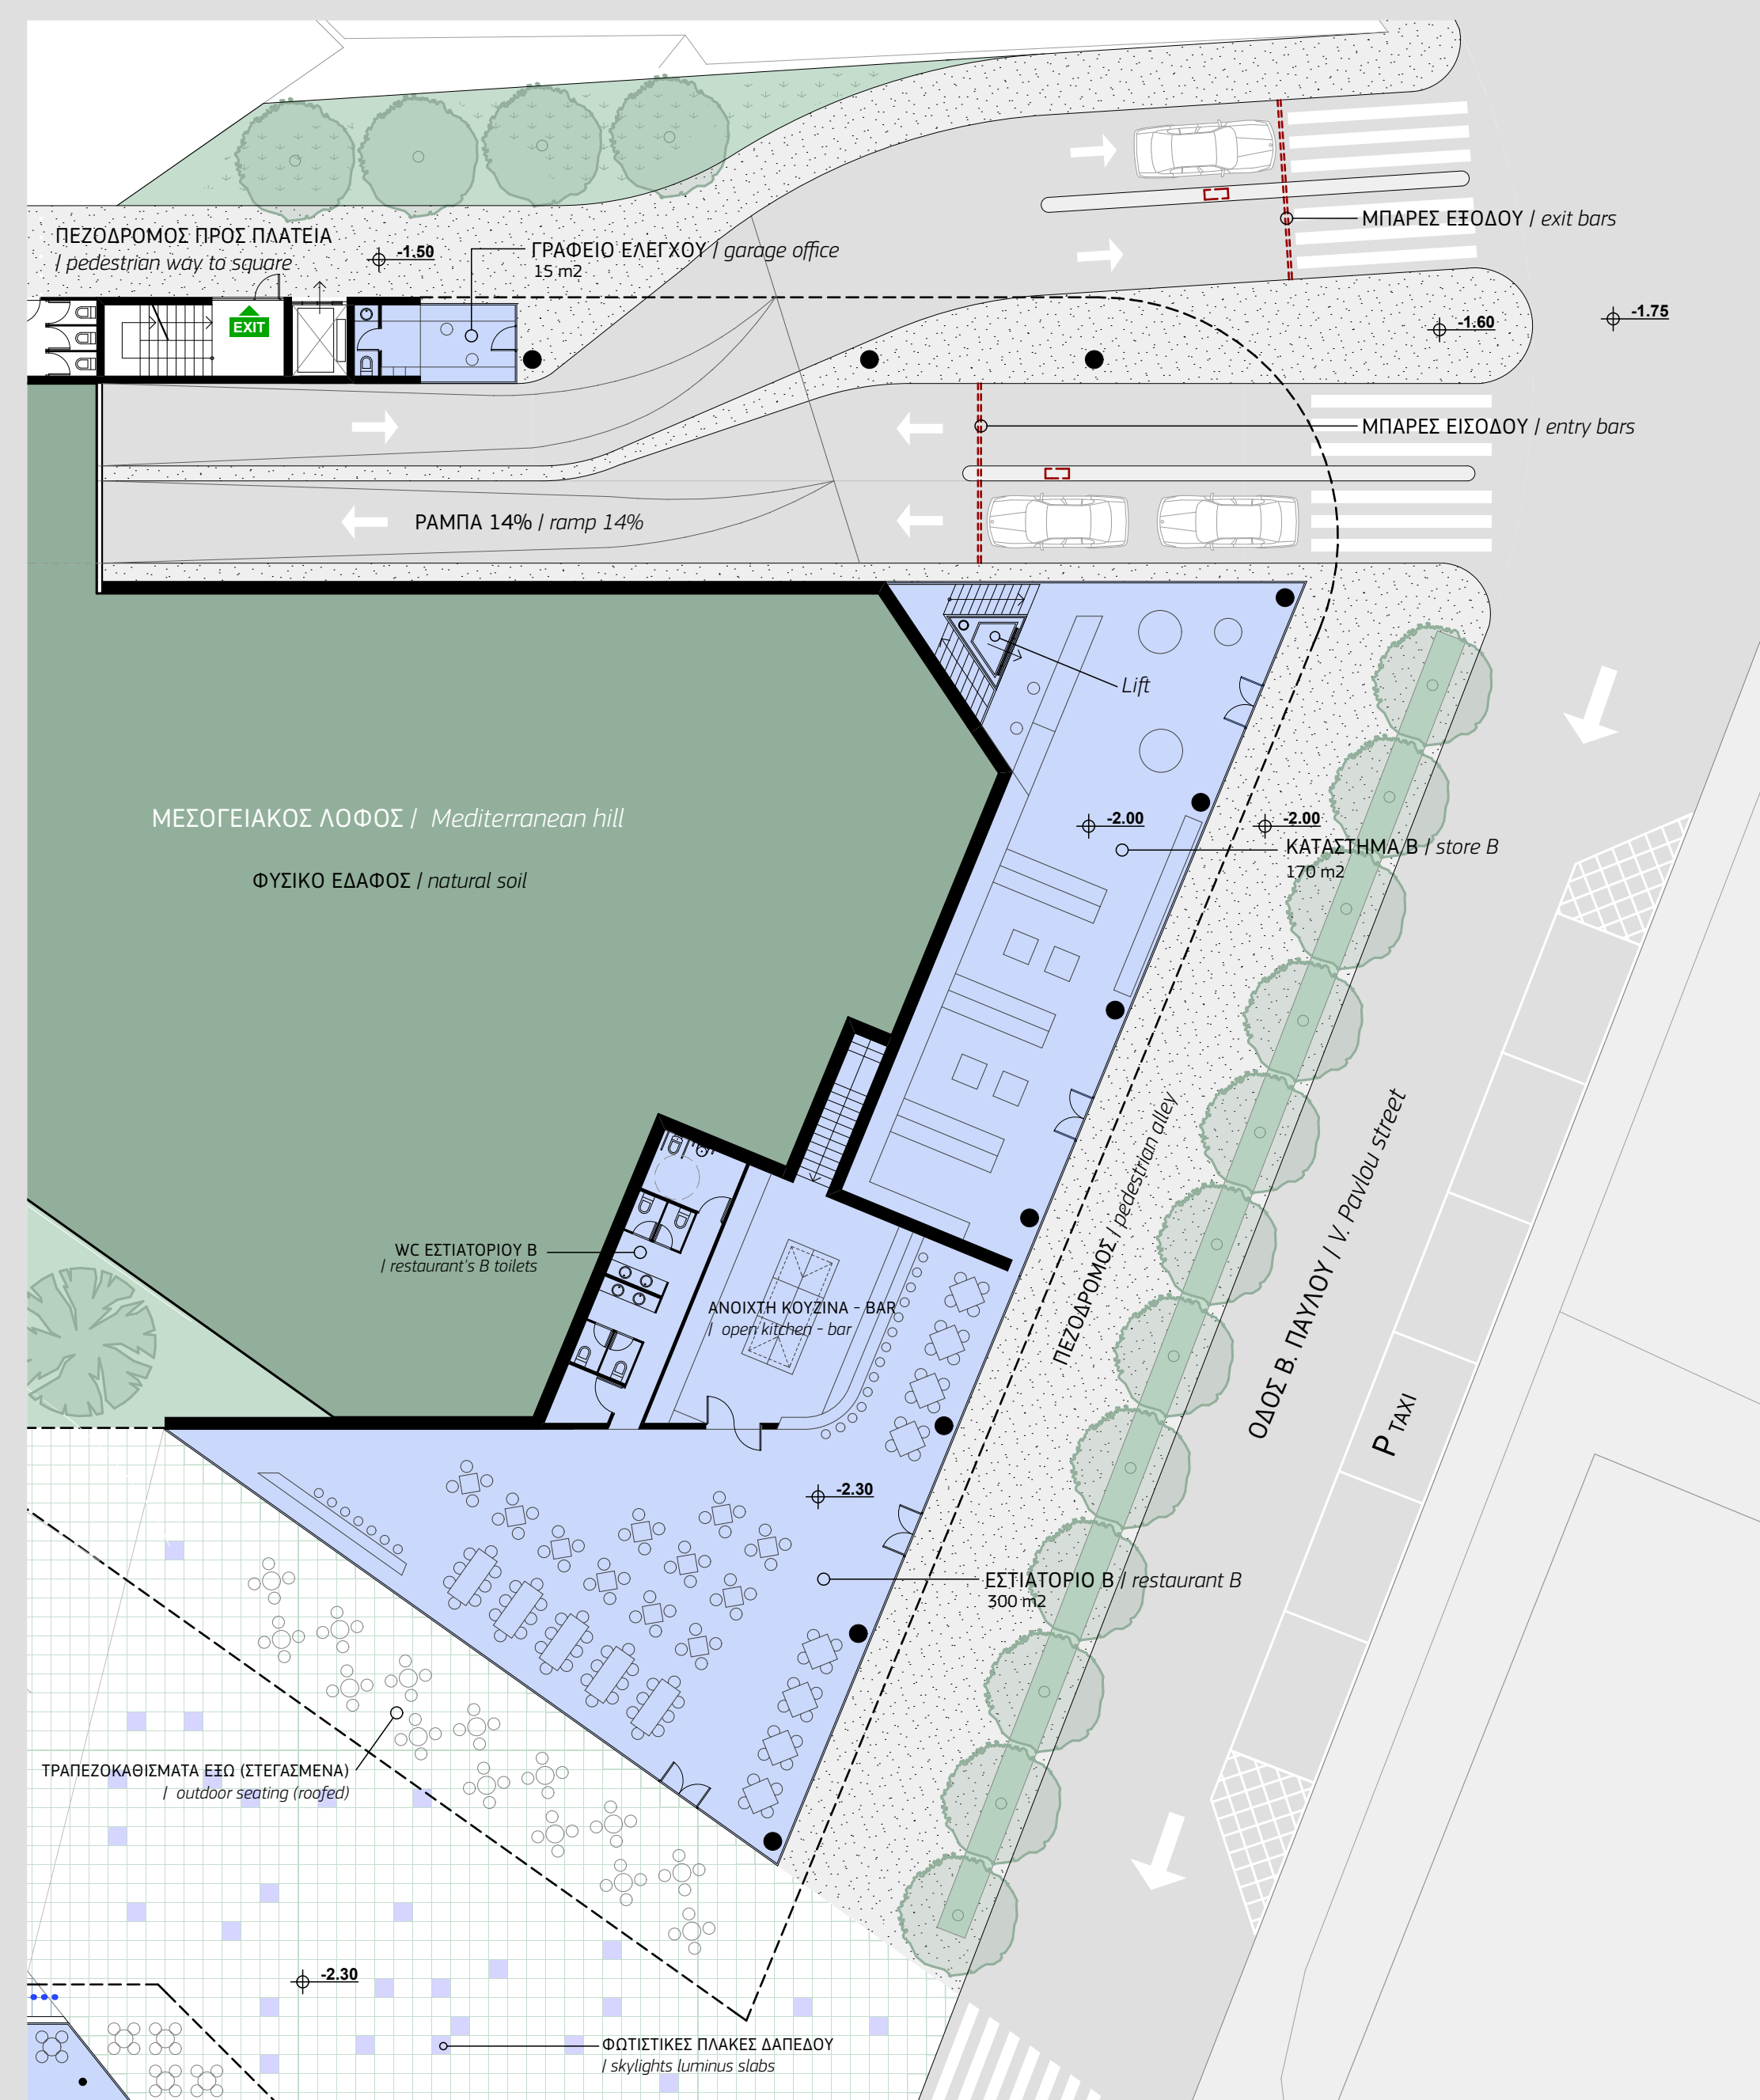 ΠΕΖΟΔΡΟΜΟΣ ΠΡΟΣ ΠΛΑΤΕΙΑ
/ pedestrian way to square
-1.50
ΓΡΑΦΕΙΟ ΕΛΕΓΧΟΥ / garage office
15 m2
EXIT
ΜΠΑΡΕΣ ΕΞΟΔΟΥ / exit bars
-1.60
-1.75
ΜΠΑΡΕΣ ΕΙΣΟΔΟΥ / entry bars
ΡΑΜΠΑ 14% / ramp 14%
Lift
ΜΕΣΟΓΕΙΑΚΟΣ ΛΟΦΟΣ / Mediterranean hill
ΦΥΣΙΚΟ ΕΔΑΦΟΣ / natural soil
-2.00
-2.00
ΚΑΤΑΣΤΗΜΑ Β / store B
170 m2
ΠΕΖΟΔΡΟΜΟΣ / pedestrian alley
ΟΔΟΣ Β. ΠΑΥΛΟΥ / V. Pavlou street
P TAXI
WC ΕΣΤΙΑΤΟΡΙΟΥ Β
/ restaurant's B toilets
ΑΝΟΙΧΤΗ ΚΟΥΖΙΝΑ - BAR
/ open kitchen - bar
-2.30
ΕΣΤΙΑΤΟΡΙΟ Β / restaurant B
300 m2
ΤΡΑΠΕΖΟΚΑΘΙΣΜΑΤΑ ΕΞΩ (ΣΤΕΓΑΣΜΕΝΑ)
/ outdoor seating (roofed)
-2.30
ΦΩΤΙΣΤΙΚΕΣ ΠΛΑΚΕΣ ΔΑΠΕΔΟΥ
/ skylights luminus slabs